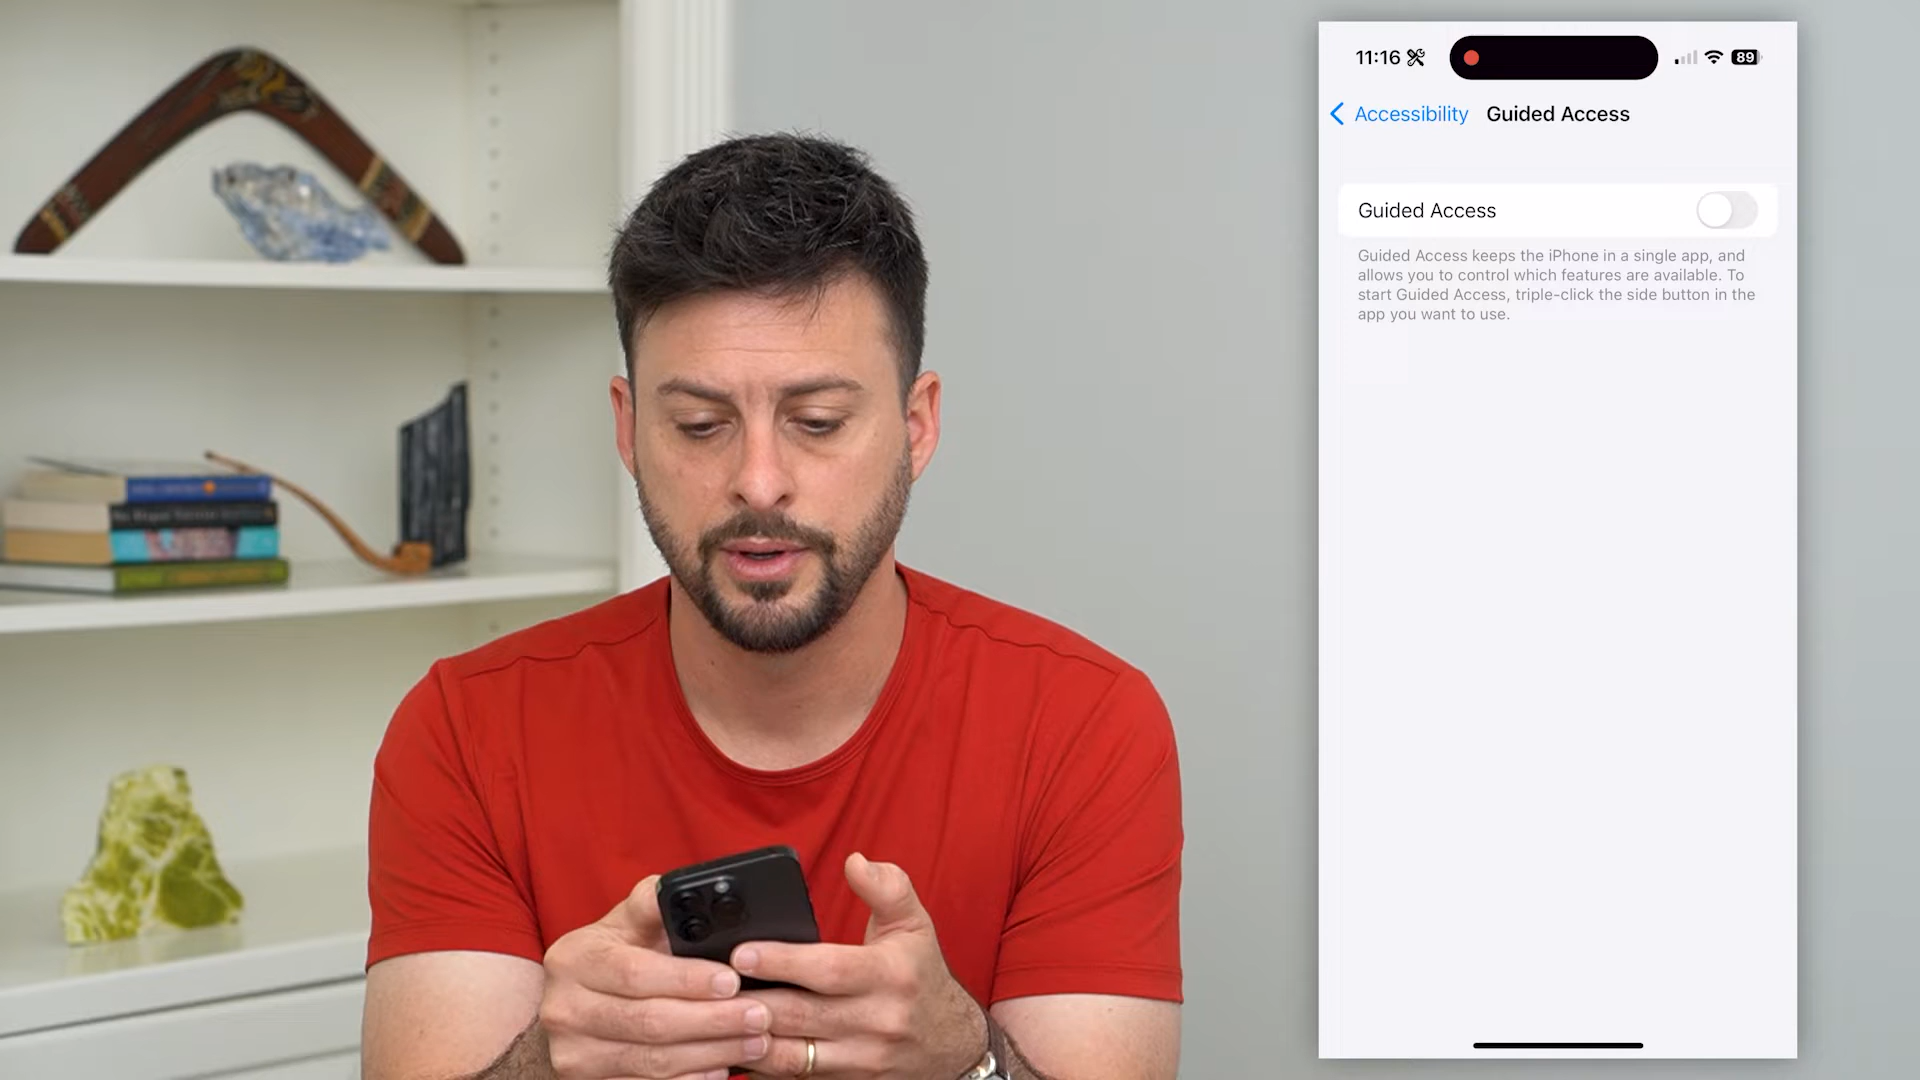 11:16
89
Accessibility Guided Access
Guided Access
Guided Access keeps the iPhone in a single app, and
allows you to control which features are available. To
start Guided Access, triple-click the side button in the
app you want to use.